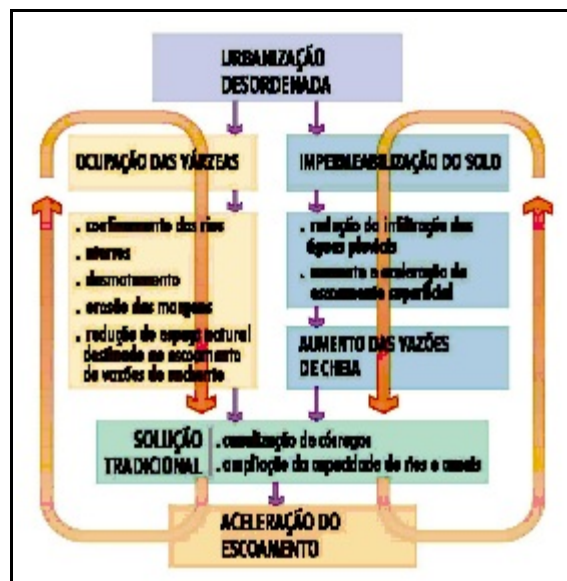 URBANIZAÇÃO
DESORDENADA
OCUPAÇÃO DAS VÁRZEAS
. confinamento dos rios
. aterros
. desmatamento
. erosão das margens
. redução do espaço natural
destinado ao escoamento
de vazões de enchente
IMPERMEABILIZAÇÃO DO SOLO
. redução da infiltração das
águas pluviais
. aumento e aceleração do
escoamento superficial
AUMENTO DAS VAZÕES
DE CHEIA
SOLUÇÃO
TRADICIONAL
. canalização de córregos
. ampliação da capacidade de rios e canais
ACELERAÇÃO DO
ESCOAMENTO